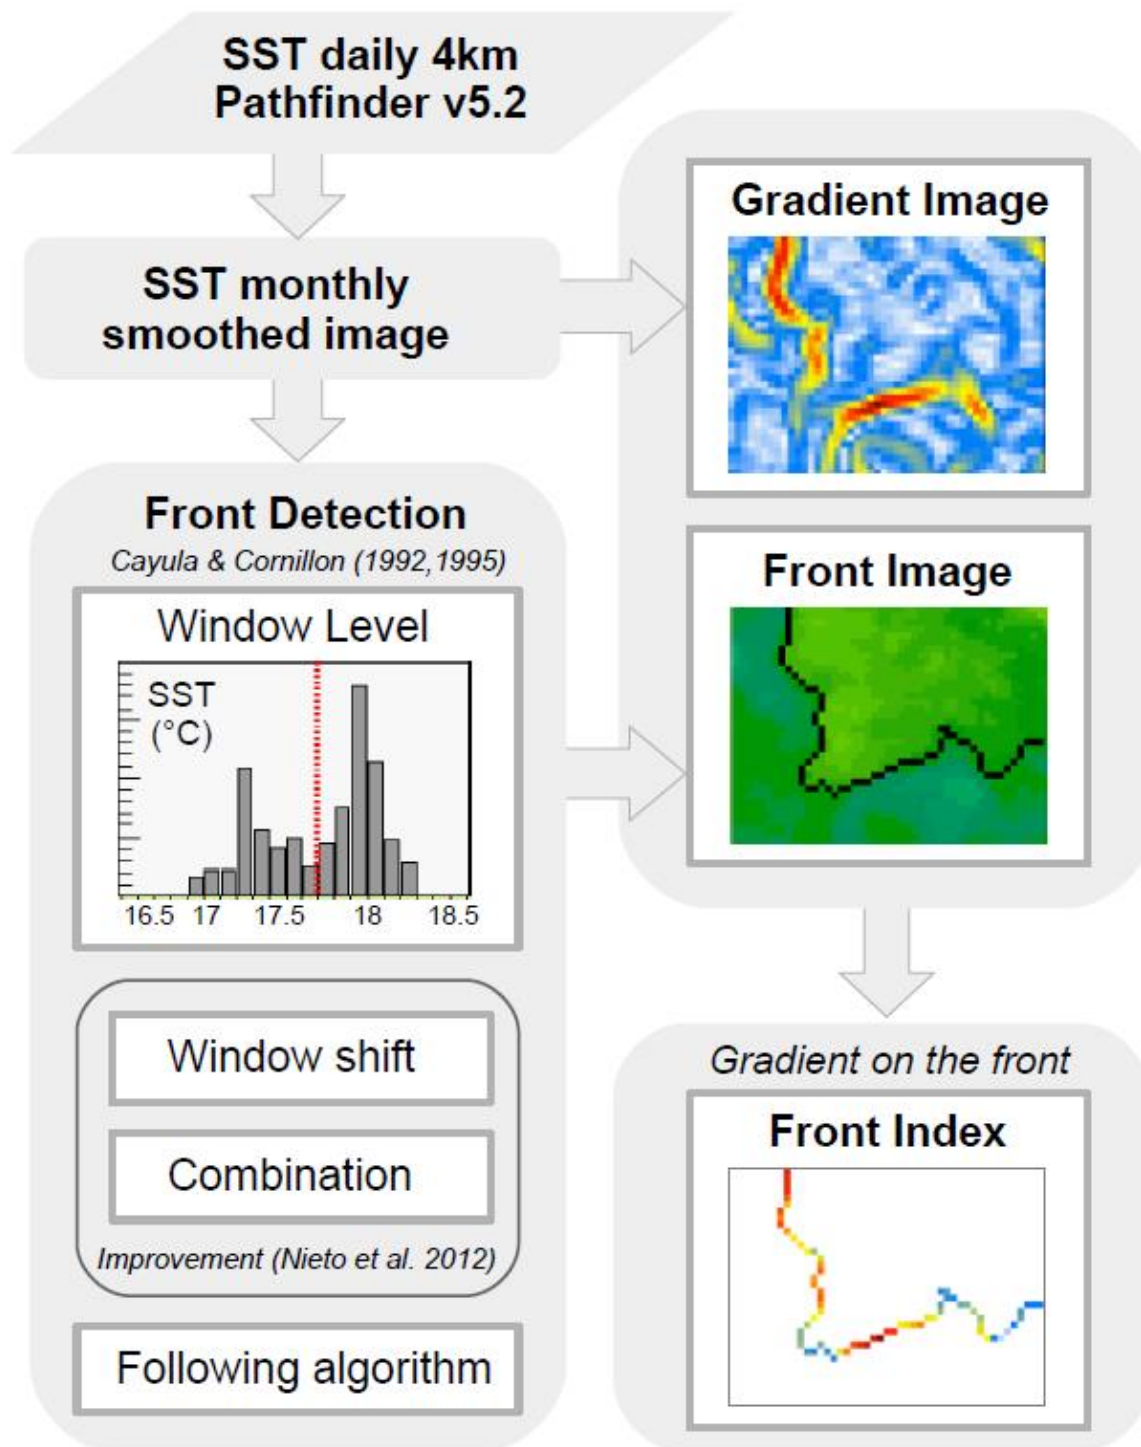 SST daily 4km
Pathfinder v5.2
SST monthly
smoothed image
Gradient Image
Front Detection
Cayula & Cornillon (1992,1995)
Window Level
SST
(°C)
16.5 17 17.5 18 18.5
Front Image
Window shift
Combination
Improvement (Nieto et al. 2012)
Following algorithm
Gradient on the front
Front Index